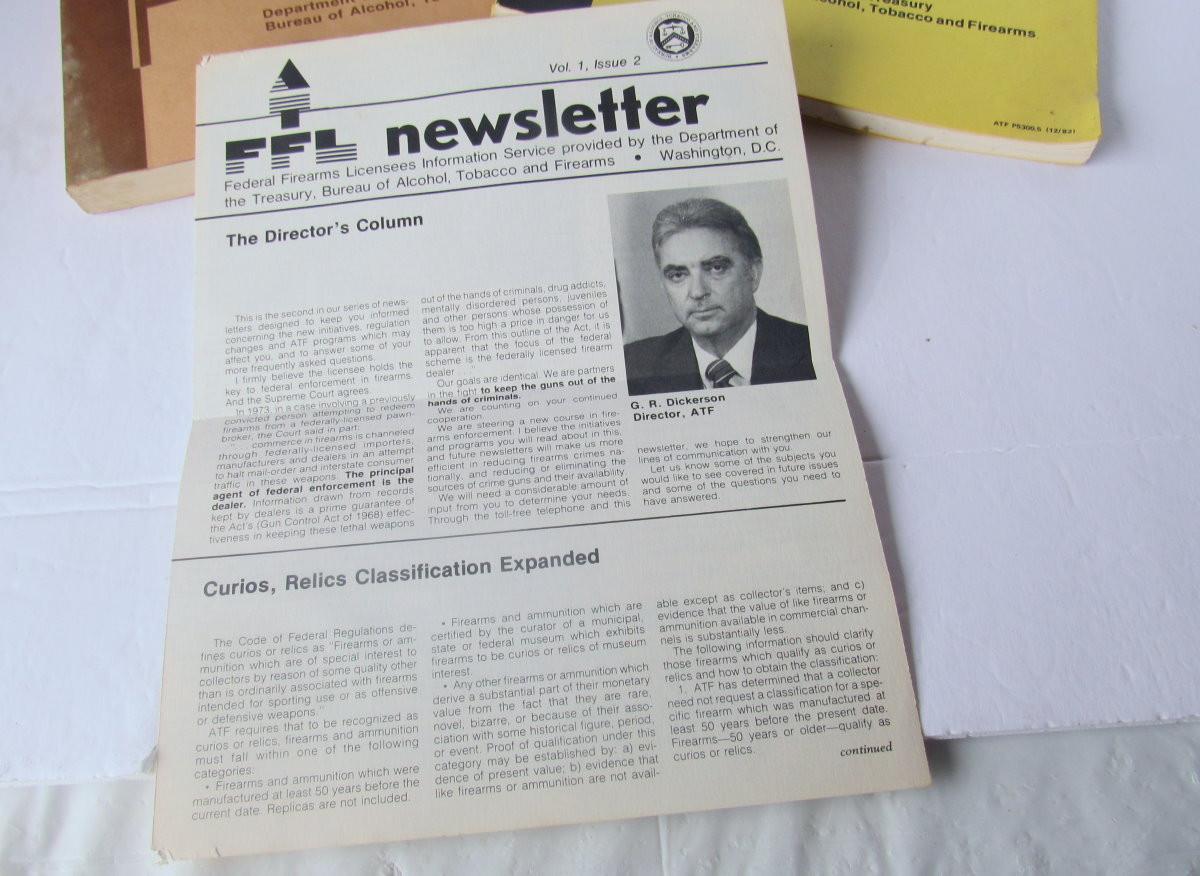 Department
Bureau of Alcohol,
Treasury
Alcohol, Tobacco and Firearms
ATF P5300.5 (12/82)
Vol. 1, Issue 2
FFL newsletter
Federal Firearms Licensees Information Service provided by the Department of
the Treasury, Bureau of Alcohol, Tobacco and Firearms • Washington, D.C.
The Director's Column
This is the second in our series of news-
letters designed to keep you informed
concerning the new initiatives, regulation
changes and ATF programs which may
affect you, and to answer some of your
more frequently asked questions.
I firmly believe the licensee holds the
key to federal enforcement in firearms.
And the Supreme Court agrees.
In 1973, in a case involving a previously
convicted person attempting to redeem
firearms from a federally-licensed pawn-
broker, the Court said in part:
" commerce in firearms is channeled
through federally-licensed importers,
manufacturers and dealers in an attempt
to halt mail-order and interstate consumer
traffic in these weapons. The principal
agent of federal enforcement is the
dealer. Information drawn from records
kept by dealers is a prime guarantee of
the Act's (Gun Control Act of 1968) effec-
tiveness in keeping these lethal weapons
out of the hands of criminals, drug addicts,
mentally disordered persons, juveniles
and other persons whose possession of
them is too high a price in danger for us
to allow. From this outline of the Act, it is
apparent that the focus of the federal
scheme is the federally licensed firearm
dealer . . ."
Our goals are identical. We are partners
in the fight to keep the guns out of the
hands of criminals.
We are counting on your continued
cooperation.
We are steering a new course in fire-
arms enforcement. I believe the initiatives
and programs you will read about in this,
and future newsletters will make us more
efficient in reducing firearms crimes na-
tionally, and reducing or eliminating the
sources of crime guns and their availability.
We will need a considerable amount of
input from you to determine your needs.
Through the toll-free telephone and this
G. R. Dickerson
Director, ATF
newsletter, we hope to strengthen our
lines of communication with you.
Let us know some of the subjects you
would like to see covered in future issues
and some of the questions you need to
have answered.
Curios, Relics Classification Expanded
The Code of Federal Regulations de-
fines curios or relics as "Firearms or am-
munition which are of special interest to
collectors by reason of some quality other
than is ordinarily associated with firearms
intended for sporting use or as offensive
or defensive weapons."
ATF requires that to be recognized as
curios or relics, firearms and ammunition
must fall within one of the following
categories:
• Firearms and ammunition which were
manufactured at least 50 years before the
current date. Replicas are not included.
• Firearms and ammunition which are
certified by the curator of a municipal,
state or federal museum which exhibits
firearms to be curios or relics of museum
interest.
• Any other firearms or ammunition which
derive a substantial part of their monetary
value from the fact that they are rare,
novel, bizarre, or because of their asso-
ciation with some historical figure, period,
or event. Proof of qualification under this
category may be established by: a) evi-
dence of present value; b) evidence that
like firearms or ammunition are not avail-
able except as collector's items; and c)
evidence that the value of like firearms or
ammunition available in commercial chan-
nels is substantially less.
The following information should clarify
those firearms which qualify as curios or
relics and how to obtain the classification:
1. ATF has determined that a collector
need not request a classification for a spe-
cific firearm which was manufactured at
least 50 years before the present date.
Firearms—50 years or older—qualify as
curios or relics.
continued